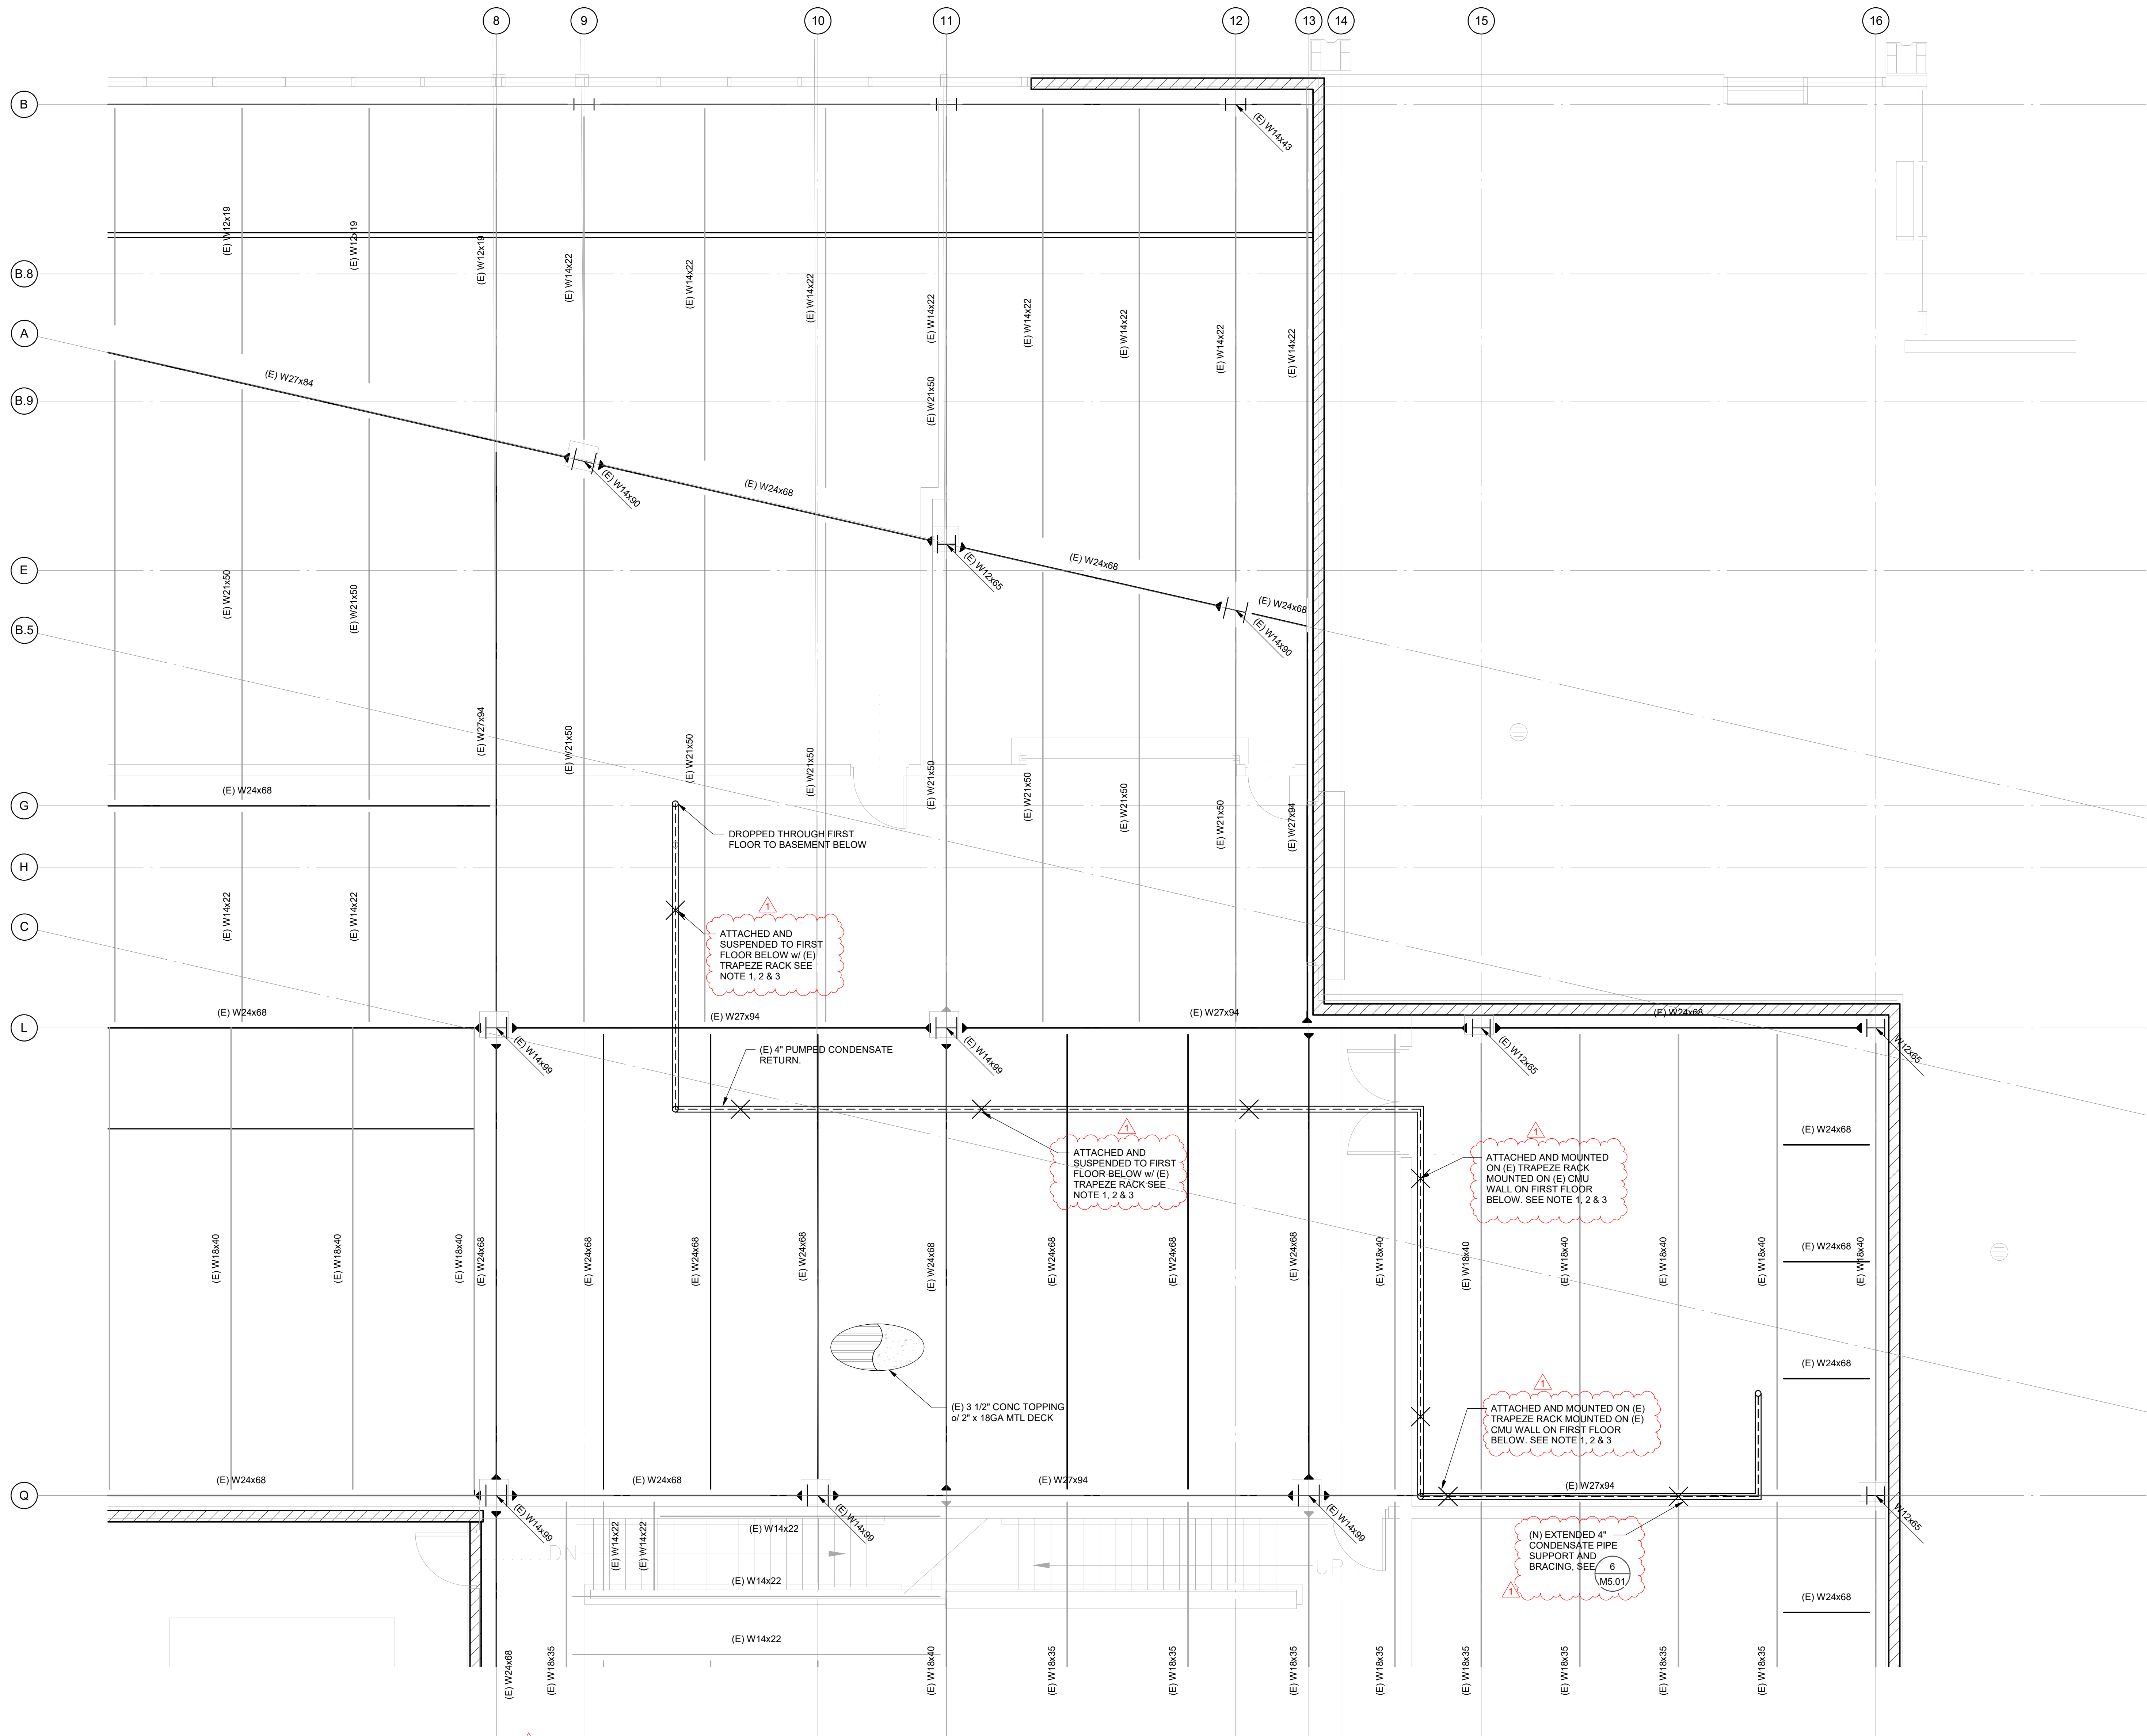 8
9
10
11
12
13
14
15
16
B
(E) W14x43
(E) W12x19
(E) W12x19
(E) W12x19
(E) W14x22
(E) W14x22
(E) W14x22
(E) W14x22
(E) W14x22
(E) W14x22
(E) W14x22
(E) W14x22
B.8
A
(E) W27x84
B.9
(E) W21x50
(E) W14x90
(E) W24x68
(E) W12x65
(E) W24x68
(E) W24x68
(E) W14x90
E
(E) W21x50
(E) W21x50
B.5
(E) W27x94
(E) W21x50
(E) W21x50
(E) W21x50
(E) W21x50
(E) W21x50
(E) W21x50
(E) W21x50
(E) W27x94
(E) W24x68
G
DROPPED THROUGH FIRST
FLOOR TO BASEMENT BELOW
H
(E) W14x22
(E) W14x22
1
ATTACHED AND
SUSPENDED TO FIRST
FLOOR BELOW w/ (E)
TRAPEZE RACK SEE
NOTE 1, 2 & 3
C
(E) W24x68
(E) W27x94
(E) W27x94
(E) W24x68
L
(E) W14x99
(E) W14x99
(E) W12x65
W12x65
(E) 4" PUMPED CONDENSATE
RETURN.
1
ATTACHED AND
SUSPENDED TO FIRST
FLOOR BELOW w/ (E)
TRAPEZE RACK SEE
NOTE 1, 2 & 3
1
ATTACHED AND MOUNTED
ON (E) TRAPEZE RACK
MOUNTED ON (E) CMU
WALL ON FIRST FLOOR
BELOW. SEE NOTE 1, 2 & 3
(E) W24x68
(E) W24x68
(E) W24x68
(E) W18x40
(E) W18x40
(E) W18x40
(E) W24x68
(E) W24x68
(E) W24x68
(E) W24x68
(E) W24x68
(E) W24x68
(E) W24x68
(E) W24x68
(E) W18x40
(E) W18x40
(E) W18x40
(E) W18x40
(E) W18x40
(E) W18x40
(E) 3 1/2" CONC TOPPING
o/ 2" x 18GA MTL DECK
1
ATTACHED AND MOUNTED ON (E)
TRAPEZE RACK MOUNTED ON (E)
CMU WALL ON FIRST FLOOR
BELOW. SEE NOTE 1, 2 & 3
(E) W24x68
(E) W24x68
(E) W27x94
(E) W27x94
Q
(E) W14x99
(E) W14x99
(E) W14x99
W12x65
(E) W14x22
(E) W14x22
(E) W14x22
DN
UP
(E) W14x22
(E) W14x22
(N) EXTENDED 4"
CONDENSATE PIPE
SUPPORT AND
BRACING, SEE
6
M5.01
1
(E) W24x68
(E) W24x68
(E) W18x35
(E) W18x40
(E) W18x35
(E) W18x35
(E) W18x35
(E) W18x35
(E) W18x35
(E) W18x35
(E) W18x35
(E) W18x35